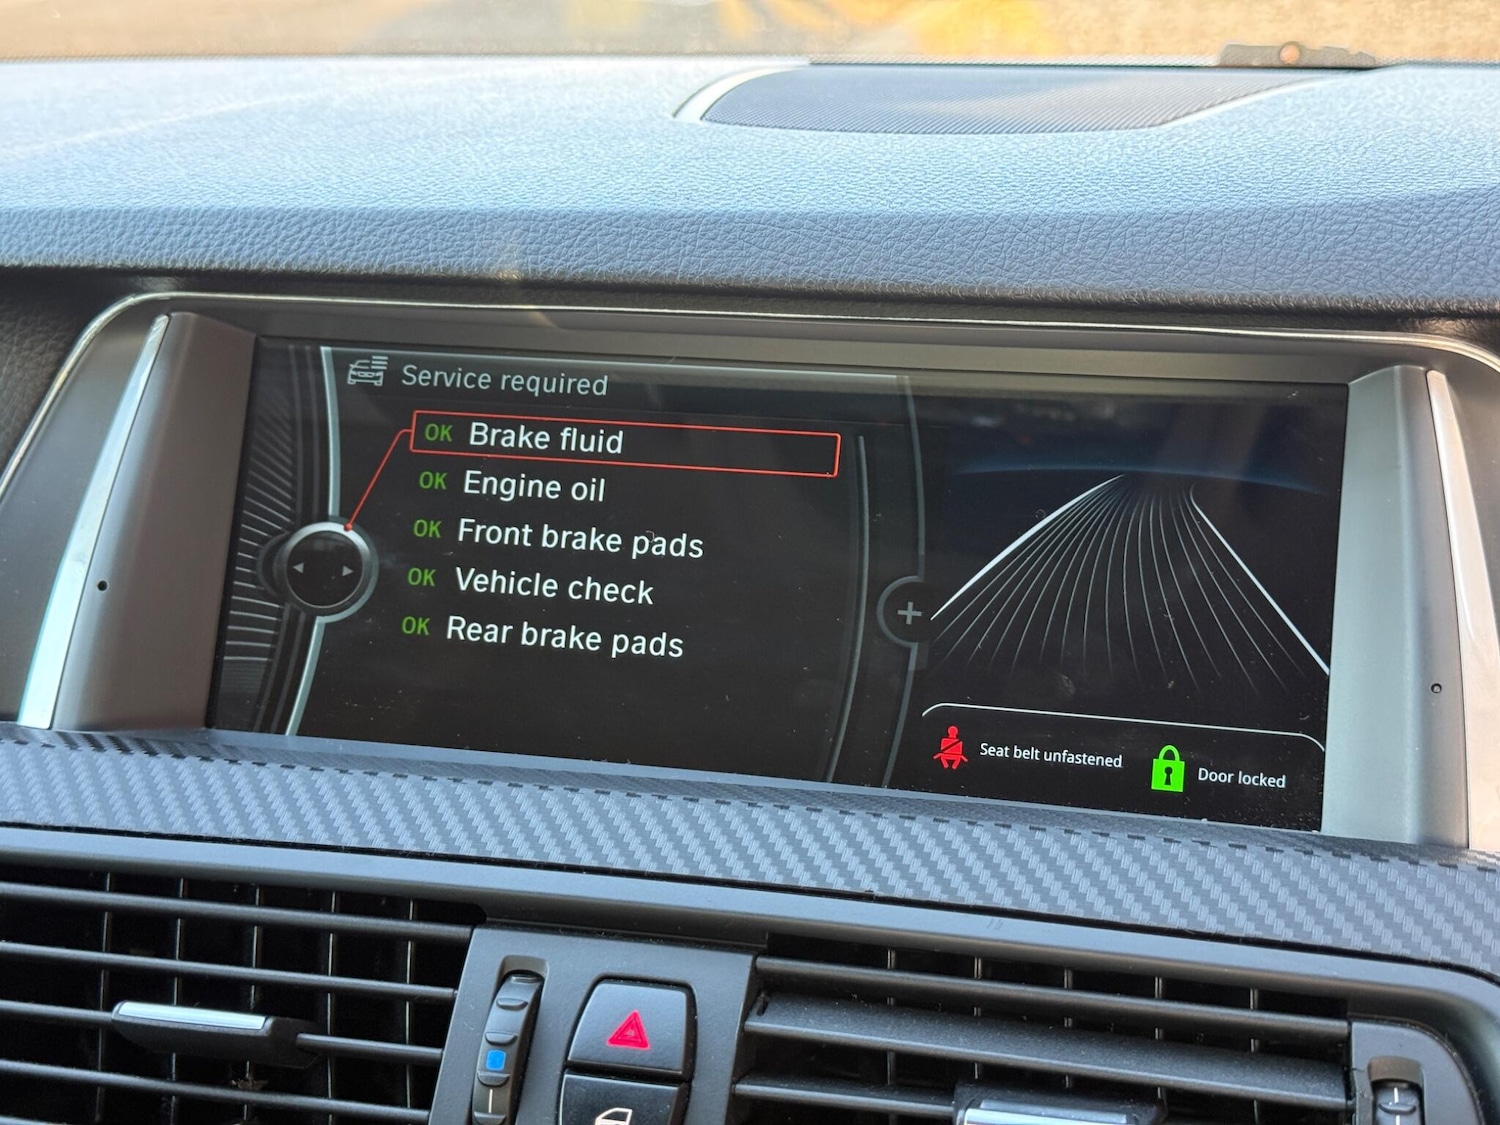 Service required
OK Brake fluid
OK Engine oil
OK Front brake pads
OK Vehicle check
OK Rear brake pads
Seat belt unfastened
Door locked